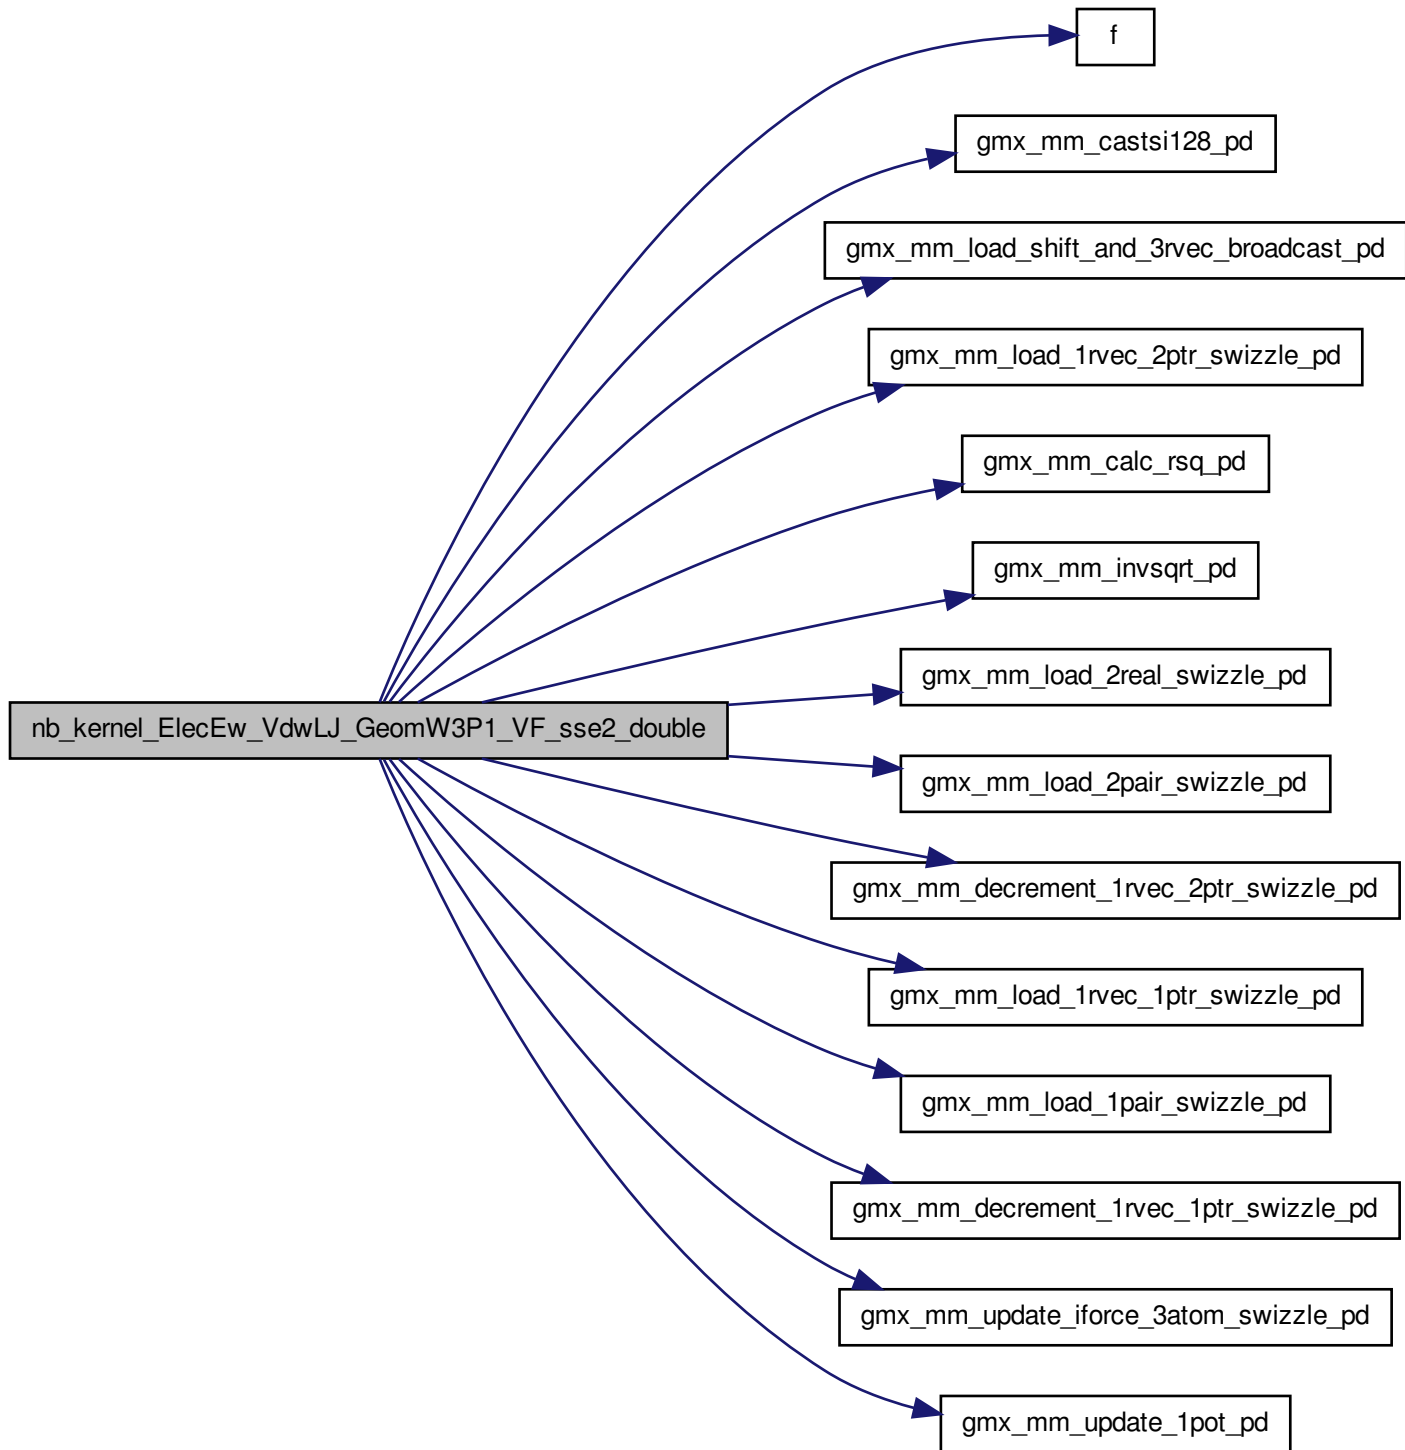 f
gmx_mm_castsi128_pd
gmx_mm_load_shift_and_3rvec_broadcast_pd
gmx_mm_load_1rvec_2ptr_swizzle_pd
gmx_mm_calc_rsq_pd
gmx_mm_invsqrt_pd
gmx_mm_load_2real_swizzle_pd
nb_kernel_ElecEw_VdwLJ_GeomW3P1_VF_sse2_double
gmx_mm_load_2pair_swizzle_pd
gmx_mm_decrement_1rvec_2ptr_swizzle_pd
gmx_mm_load_1rvec_1ptr_swizzle_pd
gmx_mm_load_1pair_swizzle_pd
gmx_mm_decrement_1rvec_1ptr_swizzle_pd
gmx_mm_update_iforce_3atom_swizzle_pd
gmx_mm_update_1pot_pd